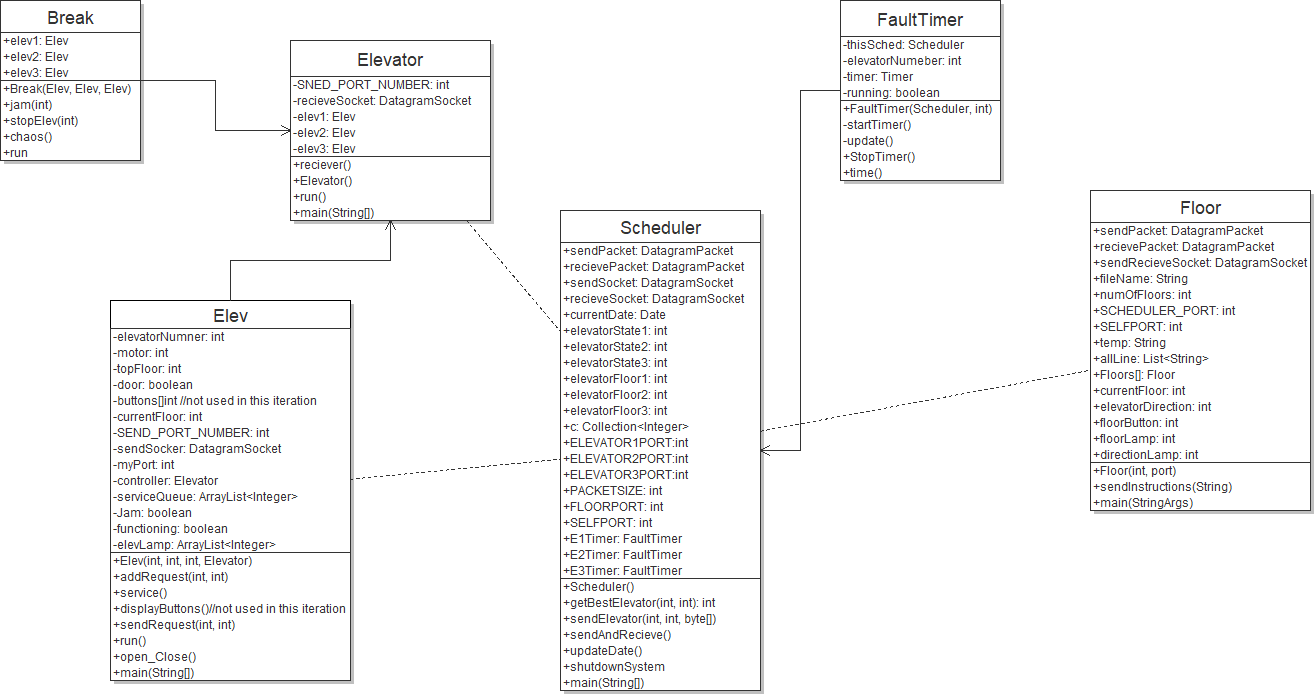 Break
+elev1: Elev
+elev2: Elev
+elev3: Elev
+Break(Elev, Elev, Elev)
+jam(int)
+stopElev(int)
+chaos()
+run
Elevator
-SNED_PORT_NUMBER: int
-recieveSocket: DatagramSocket
-elev1: Elev
-elev2: Elev
-elev3: Elev
+reciever()
+Elevator()
+run()
+main(String[])
FaultTimer
-thisSched: Scheduler
-elevatorNumeber: int
-timer: Timer
-running: boolean
+FaultTimer(Scheduler, int)
-startTimer()
-update()
+StopTimer()
+time()
Floor
+sendPacket: DatagramPacket
+recievePacket: DatagramPacket
+sendRecieveSocket: DatagramSocket
+fileName: String
+numOfFloors: int
+SCHEDULER_PORT: int
+SELFPORT: int
+temp: String
+allLine: List<String>
+Floors[]: Floor
+currentFloor: int
+elevatorDirection: int
+floorButton: int
+floorLamp: int
+directionLamp: int
+Floor(int, port)
+sendInstructions(String)
+main(StringArgs)
Scheduler
+sendPacket: DatagramPacket
+recievePacket: DatagramPacket
+sendSocket: DatagramSocket
+recieveSocket: DatagramSocket
+currentDate: Date
+elevatorState1: int
+elevatorState2: int
+elevatorState3: int
+elevatorFloor1: int
+elevatorFloor2: int
+elevatorFloor3: int
+c: Collection<Integer>
+ELEVATOR1PORT:int
+ELEVATOR2PORT:int
+ELEVATOR3PORT:int
+PACKETSIZE: int
+FLOORPORT: int
+SELFPORT: int
+E1Timer: FaultTimer
+E2Timer: FaultTimer
+E3Timer: FaultTimer
+Scheduler()
+getBestElevator(int, int): int
+sendElevator(int, int, byte[])
+sendAndRecieve()
+updateDate()
+shutdownSystem
+main(String[])
Elev
-elevatorNumner: int
-motor: int
-topFloor: int
-door: boolean
-buttons[]int //not used in this iteration
-currentFloor: int
-SEND_PORT_NUMBER: int
-sendSocker: DatagramSocket
-myPort: int
-controller: Elevator
-serviceQueue: ArrayList<Integer>
-Jam: boolean
-functioning: boolean
-elevLamp: ArrayList<Integer>
+Elev(int, int, int, Elevator)
+addRequest(int, int)
+service()
+displayButtons()//not used in this iteration
+sendRequest(int, int)
+run()
+open_Close()
+main(String[])